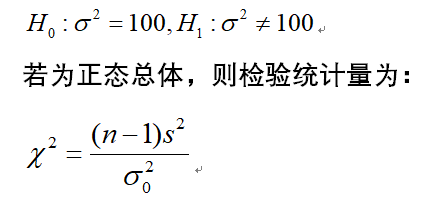 H₀ : σ² = 100, H₁ : σ² ≠ 100
若为正态总体，则检验统计量为：
χ² = (n−1)s² / σ₀²